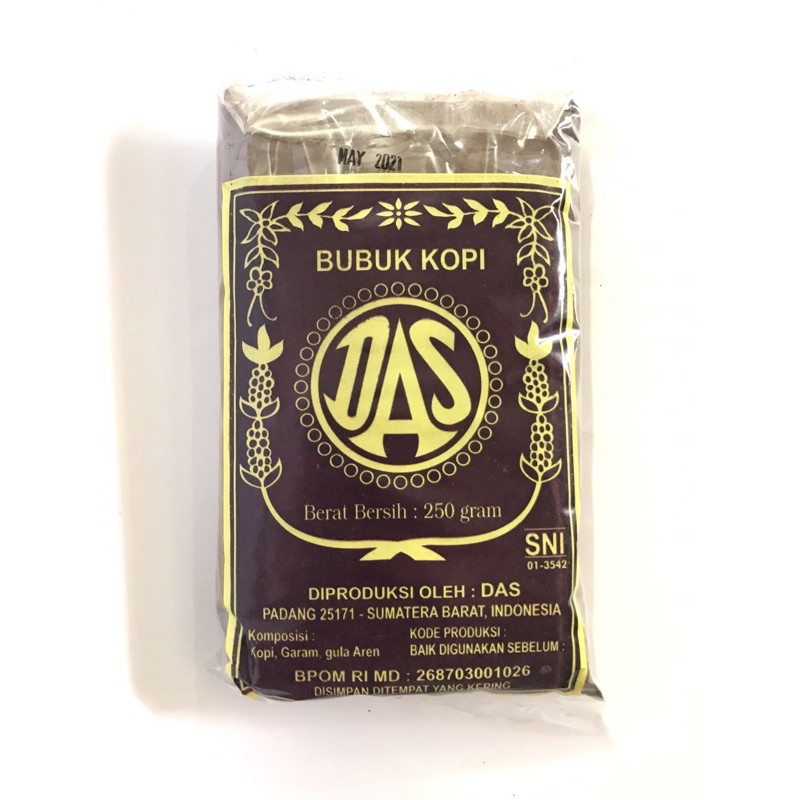 MAY 2021
BUBUK KOPI
DAS
Berat Bersih : 250 gram
SNI
01-3542
DIPRODUKSI OLEH : DAS
PADANG 25171 - SUMATERA BARAT, INDONESIA
Komposisi :
Kopi, Garam, gula Aren
KODE PRODUKSI :
BAIK DIGUNAKAN SEBELUM :
BPOM RI MD : 268703001026
DISIMPAN DITEMPAT YANG KERING